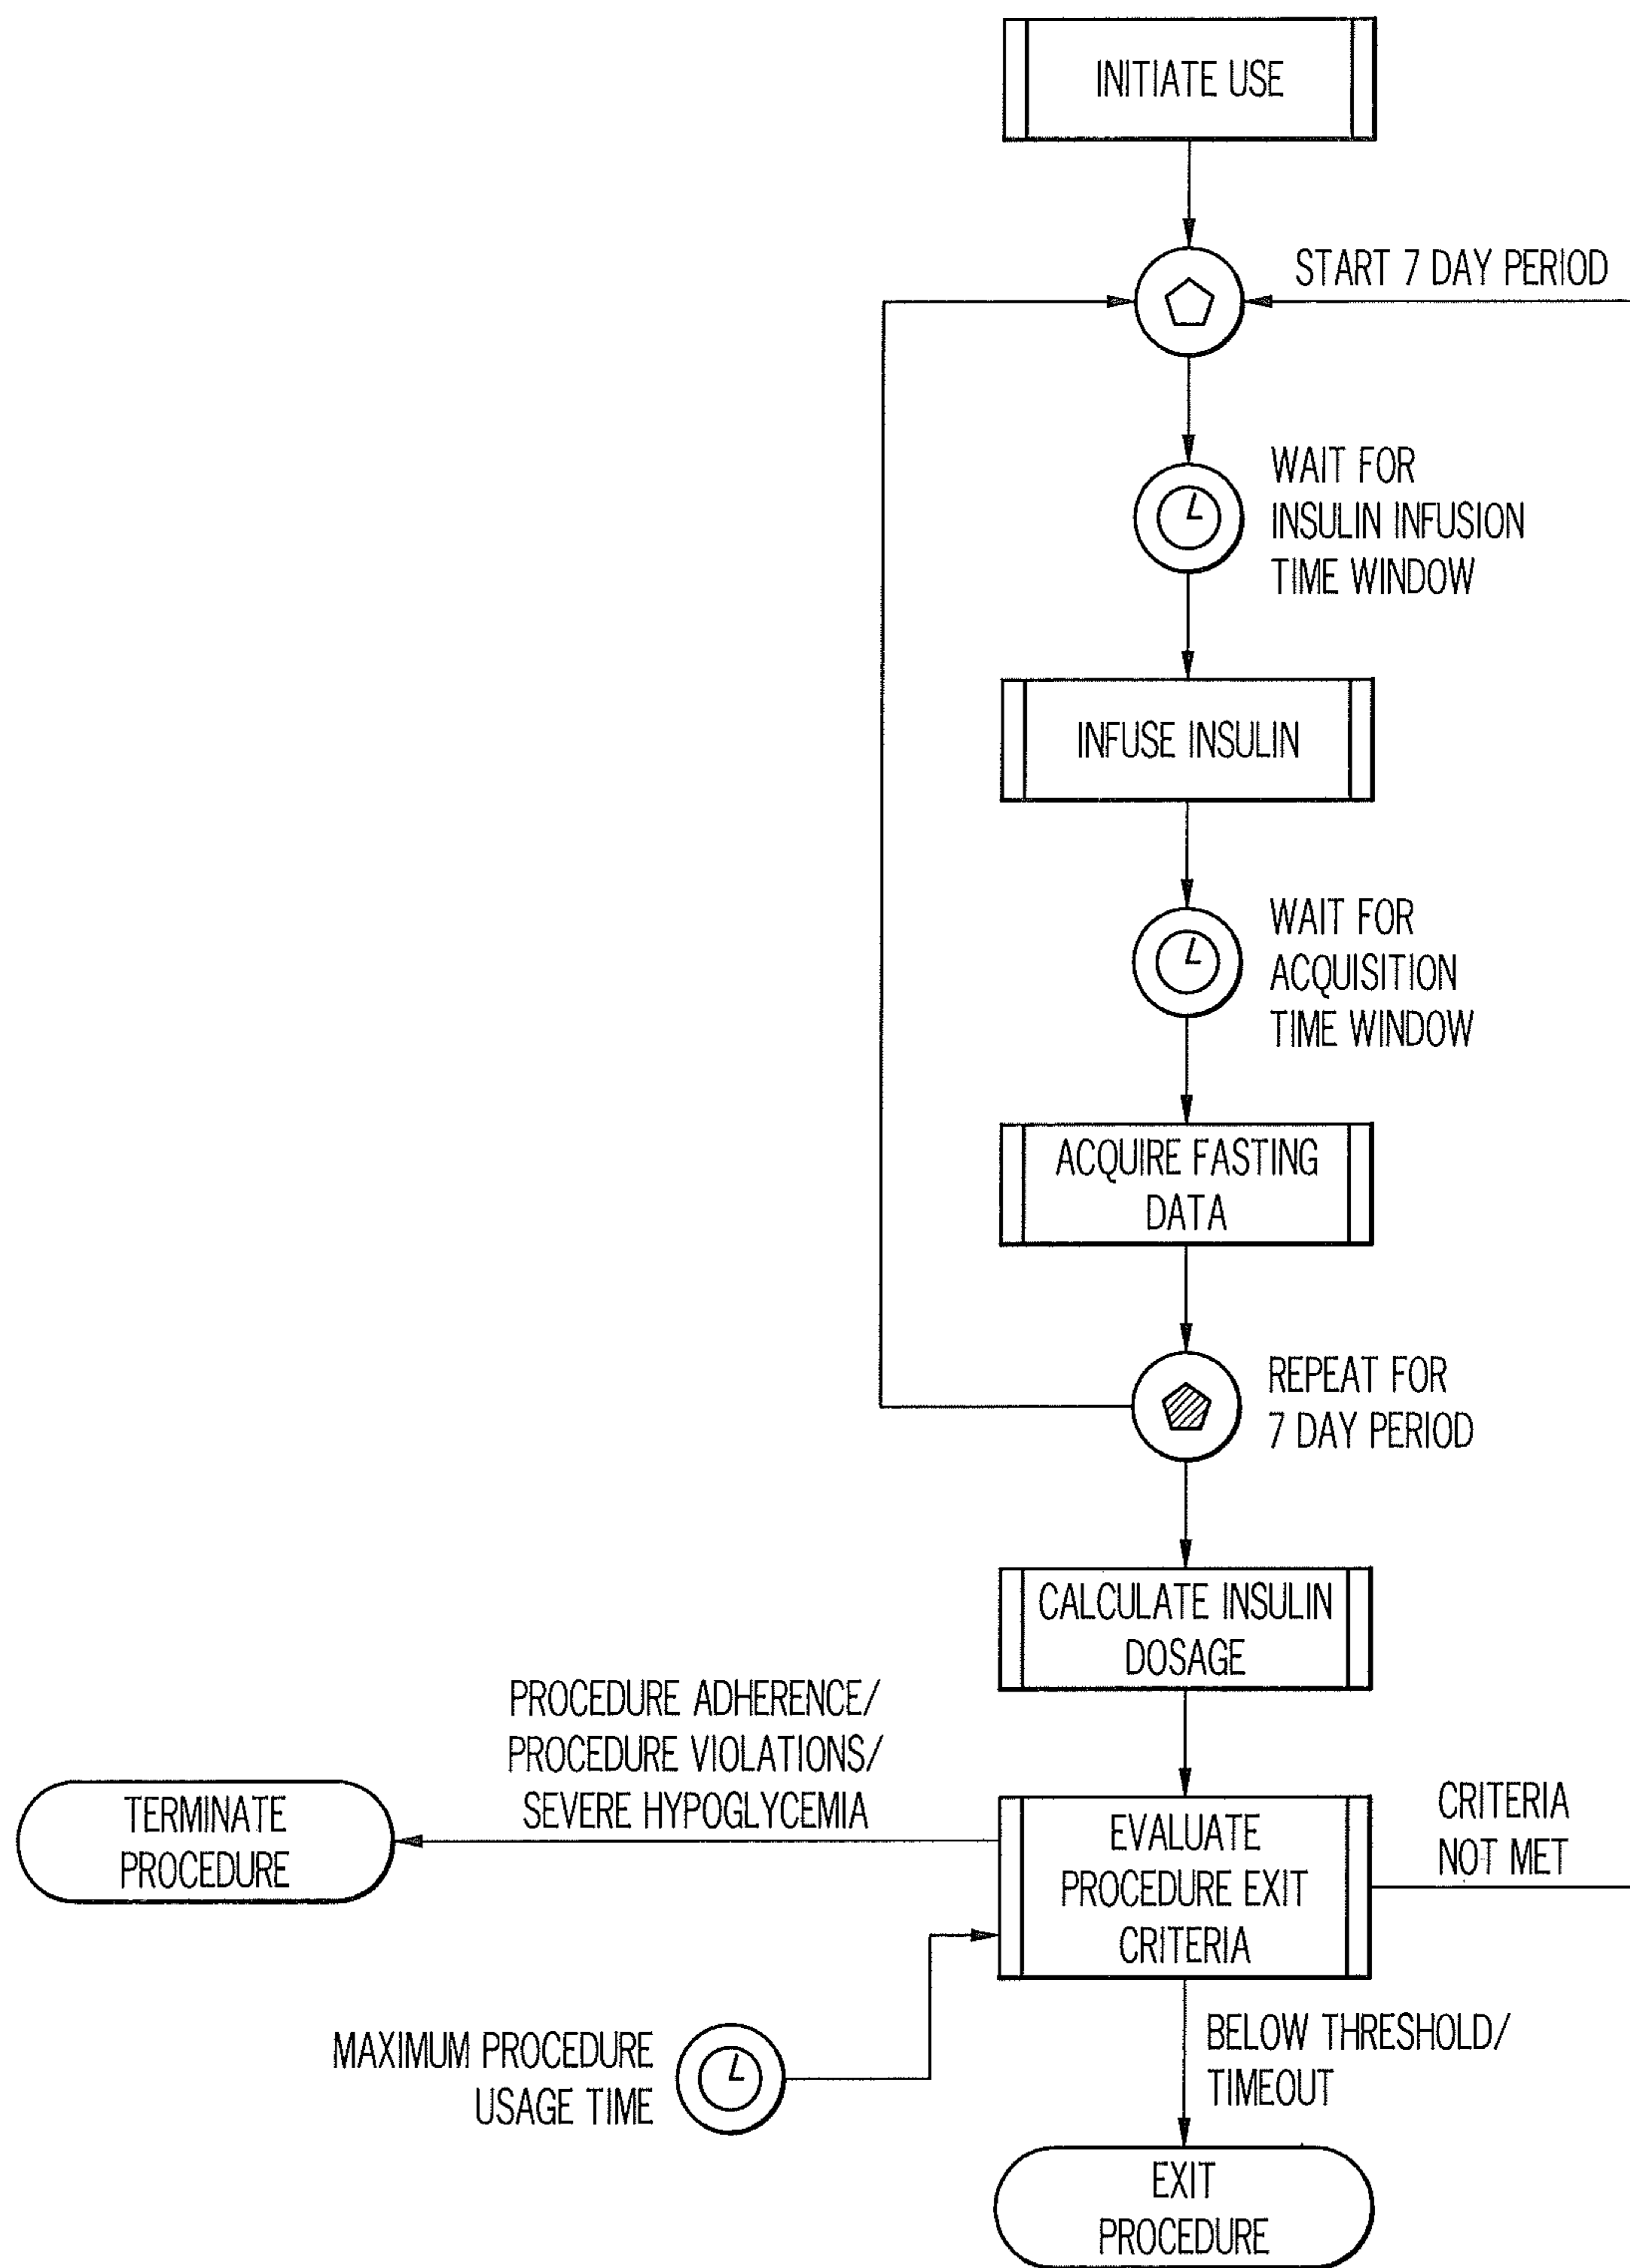 INITIATE USE
START 7 DAY PERIOD
WAIT FOR
INSULIN INFUSION
TIME WINDOW
INFUSE INSULIN
WAIT FOR
ACQUISITION
TIME WINDOW
ACQUIRE FASTING
DATA
REPEAT FOR
7 DAY PERIOD
CALCULATE INSULIN
DOSAGE
PROCEDURE ADHERENCE/
PROCEDURE VIOLATIONS/
SEVERE HYPOGLYCEMIA
TERMINATE
PROCEDURE
EVALUATE
PROCEDURE EXIT
CRITERIA
CRITERIA
NOT MET
MAXIMUM PROCEDURE
USAGE TIME
BELOW THRESHOLD/
TIMEOUT
EXIT
PROCEDURE